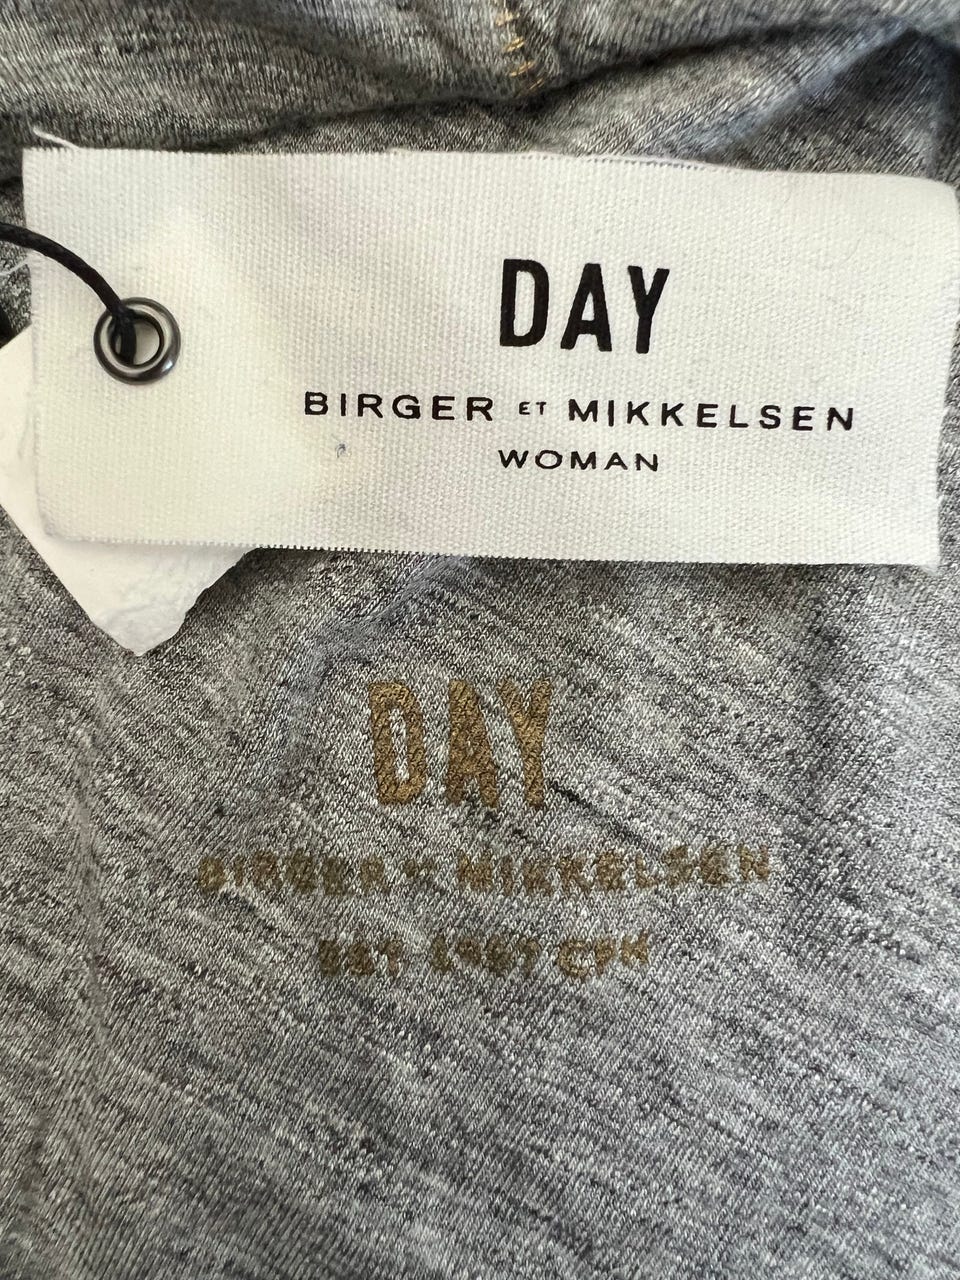 DAY
BIRGER ET MIKKELSEN
WOMAN
DAY
BIRGER ET MIKKELSEN
EST. 1997 CPH